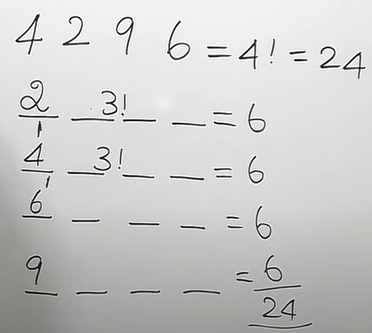 4 2 9 6 = 4! = 24
2 3! _ _ = 6
1
4 _ 3! _ _ = 6
1
6 _ _ _ _ = 6
9 _ _ _ _ = 6
24